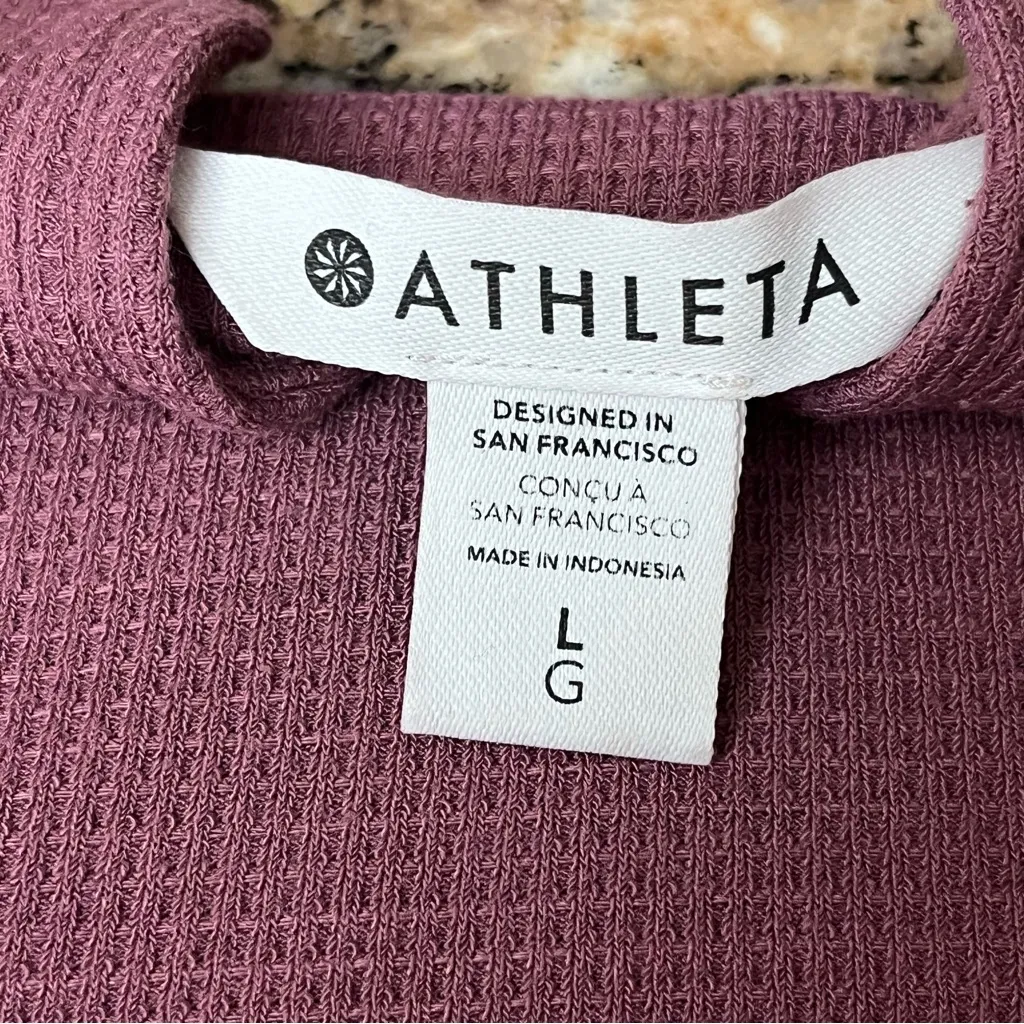 ATHLETA
DESIGNED IN
SAN FRANCISCO
CONÇU À
SAN FRANCISCO
MADE IN INDONESIA
L
G